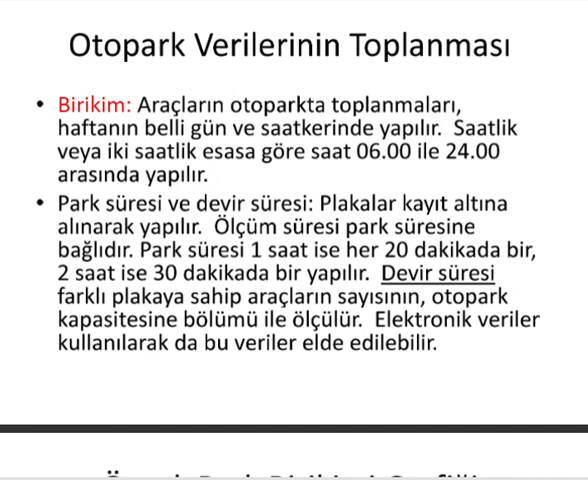 Otopark Verilerinin Toplanması
• Birikim: Araçların otoparkta toplanmaları,
haftanın belli gün ve saatkerinde yapılır. Saatlik
veya iki saatlik esasa göre saat 06.00 ile 24.00
arasında yapılır.
• Park süresi ve devir süresi: Plakalar kayıt altına
alınarak yapılır. Ölçüm süresi park süresine
bağlıdır. Park süresi 1 saat ise her 20 dakikada bir,
2 saat ise 30 dakikada bir yapılır. Devir süresi
farklı plakaya sahip araçların sayısının, otopark
kapasitesine bölümü ile ölçülür. Elektronik veriler
kullanılarak da bu veriler elde edilebilir.